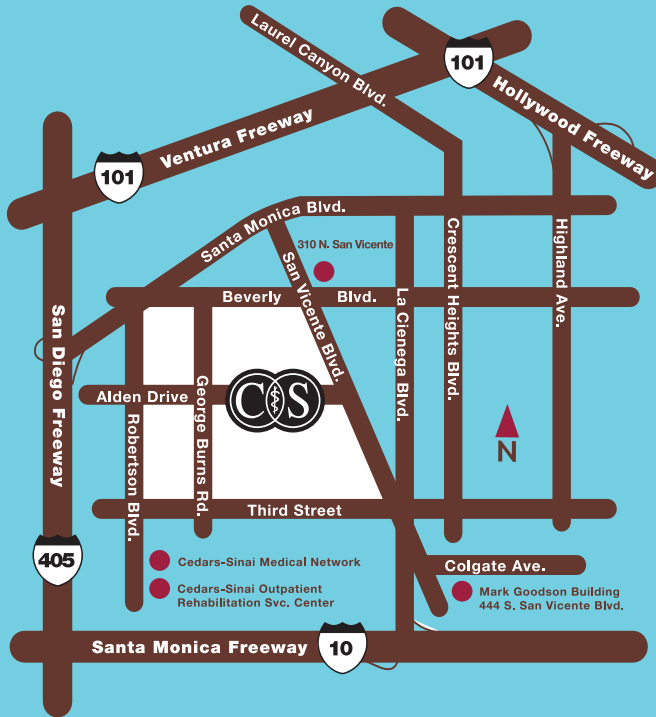 Laurel Canyon Blvd.
101
Hollywood Freeway
Ventura Freeway
101
Santa Monica Blvd.
310 N. San Vicente
San Vicente Blvd.
Crescent Heights Blvd.
Highland Ave.
Beverly Blvd.
La Cienega Blvd.
San Diego Freeway
Alden Drive
George Burns Rd.
Robertson Blvd.
CS
N
Third Street
405
Cedars-Sinai Medical Network
Cedars-Sinai Outpatient
Rehabilitation Svc. Center
Colgate Ave.
Mark Goodson Building
444 S. San Vicente Blvd.
Santa Monica Freeway
10